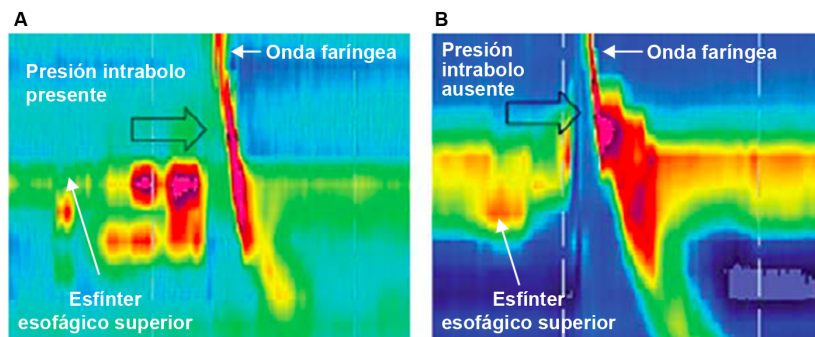 A
Onda faríngea
Presión intrabolo
presente
Esfínter
esofágico superior
B
Presión
intrabolo
ausente
Onda faríngea
Esfínter
esofágico superior